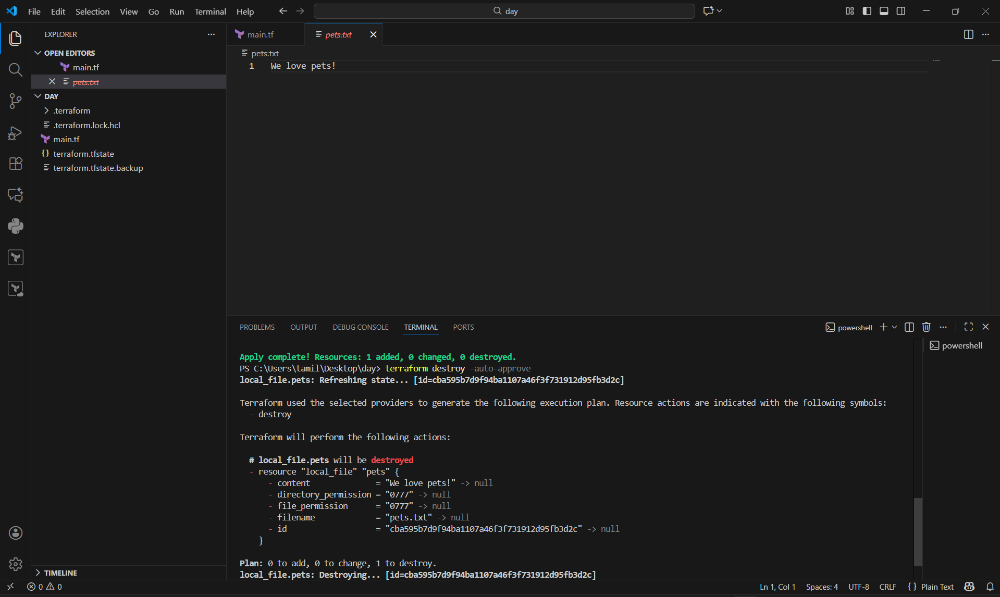 File Edit Selection View Go Run Terminal Help
day
EXPLORER
OPEN EDITORS
main.tf
pets.txt
DAY
.terraform
.terraform.lock.hcl
main.tf
terraform.tfstate
terraform.tfstate.backup
TIMELINE
main.tf
pets.txt
pets.txt
1 We love pets!
PROBLEMS OUTPUT DEBUG CONSOLE TERMINAL PORTS
powershell
powershell
Apply complete! Resources: 1 added, 0 changed, 0 destroyed.
PS C:\Users\tamil\Desktop\day> terraform destroy -auto-approve
local_file.pets: Refreshing state... [id=cba595b7d9f94ba1107a46f3f731912d95fb3d2c]
Terraform used the selected providers to generate the following execution plan. Resource actions are indicated with the following symbols:
- destroy
Terraform will perform the following actions:
# local_file.pets will be destroyed
- resource "local_file" "pets" {
- content = "We love pets!" -> null
- directory_permission = "0777" -> null
- file_permission = "0777" -> null
- filename = "pets.txt" -> null
- id = "cba595b7d9f94ba1107a46f3f731912d95fb3d2c" -> null
}
Plan: 0 to add, 0 to change, 1 to destroy.
local_file.pets: Destroying... [id=cba595b7d9f94ba1107a46f3f731912d95fb3d2c]
0 0
Ln 1, Col 1 Spaces: 4 UTF-8 CRLF {} Plain Text